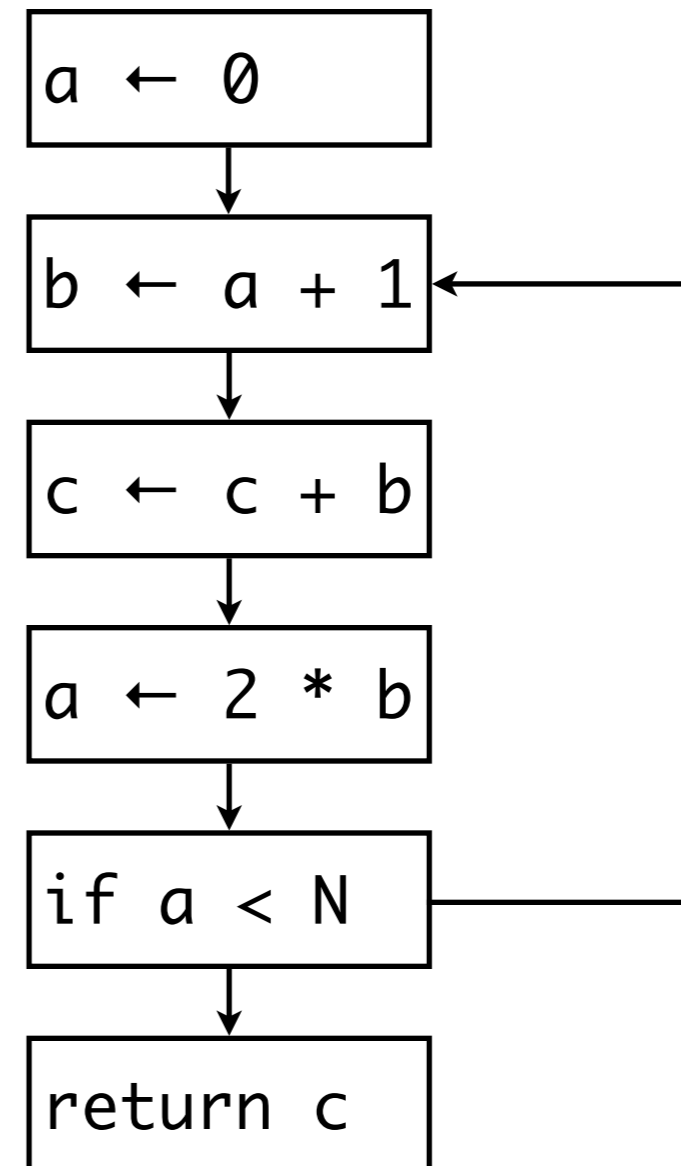 a ← 0
b ← a + 1
c ← c + b
a ← 2 * b
if a < N
return c